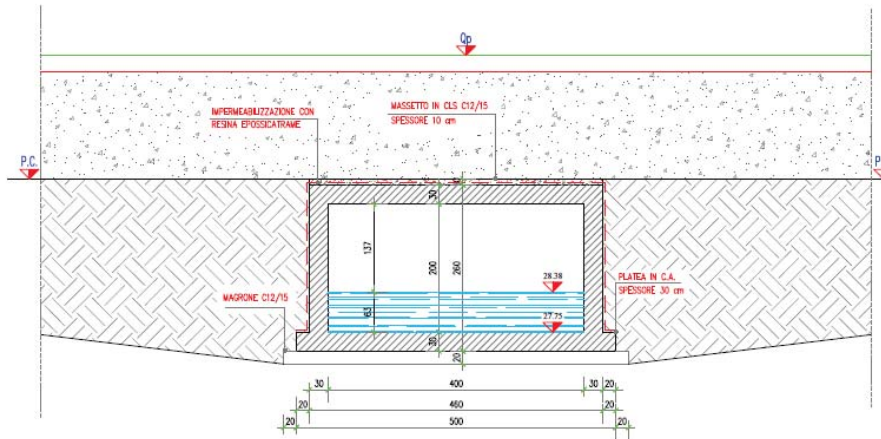 Qp
IMPERMEABILIZZAZIONE CON
RESINA EPOSSICATRAME
MASSETTO IN CLS C12/15
SPESSORE 10 cm
P.C.
P
30
137
200
260
28.38
PLATEA IN C.A.
SPESSORE 30 cm
MAGRONE C12/15
63
27.75
30
20
30
400
30
20
20
460
20
20
500
20